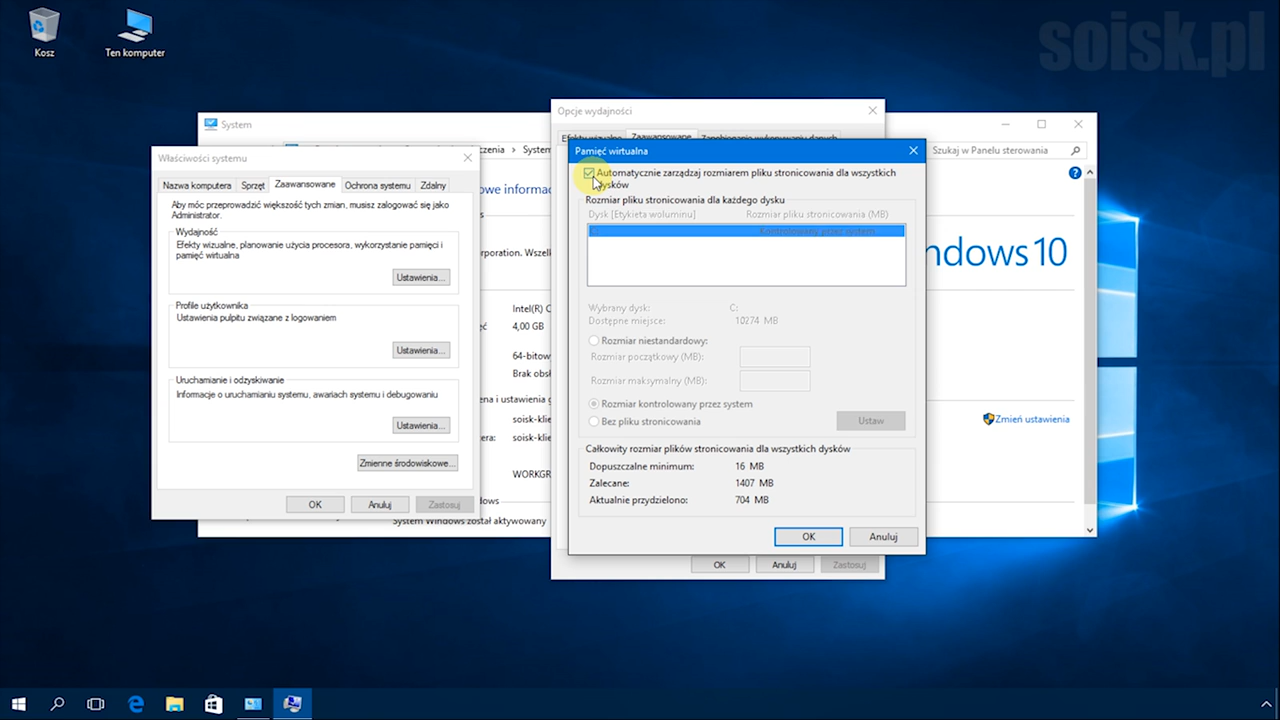 Kosz
Ten komputer
soisk.pl
System
System
Szukaj w Panelu sterowania
ndows 10
Intel(R) C
4,00 GB
64-bitow
Brak obsł
soisk-klie
soisk-klie
WORKGR
Zmień ustawienia
System Windows został aktywowany
Właściwości systemu
Nazwa komputera
Sprzęt
Zaawansowane
Ochrona systemu
Zdalny
Aby móc przeprowadzić większość tych zmian, musisz zalogować się jako
Administrator.
Wydajność
Efekty wizualne, planowanie użycia procesora, wykorzystanie pamięci i
pamięć wirtualna
Ustawienia...
Profile użytkownika
Ustawienia pulpitu związane z logowaniem
Ustawienia...
Uruchamianie i odzyskiwanie
Informacje o uruchamianiu systemu, awariach systemu i debugowaniu
Ustawienia...
Zmienne środowiskowe...
OK
Anuluj
Zastosuj
Opcje wydajności
Efekty wizualne
Zaawansowane
Zapobieganie wykonywaniu danych
Pamięć wirtualna
Automatycznie zarządzaj rozmiarem pliku stronicowania dla wszystkich
dysków
Rozmiar pliku stronicowania dla każdego dysku
Dysk [Etykieta woluminu]
Rozmiar pliku stronicowania (MB)
C:
Kontrolowany przez system
Wybrany dysk:
C:
Dostępne miejsce:
10274 MB
Rozmiar niestandardowy:
Rozmiar początkowy (MB):
Rozmiar maksymalny (MB):
Rozmiar kontrolowany przez system
Bez pliku stronicowania
Ustaw
Całkowity rozmiar plików stronicowania dla wszystkich dysków
Dopuszczalne minimum:
16 MB
Zalecane:
1407 MB
Aktualnie przydzielono:
704 MB
OK
Anuluj
OK
Anuluj
Zastosuj